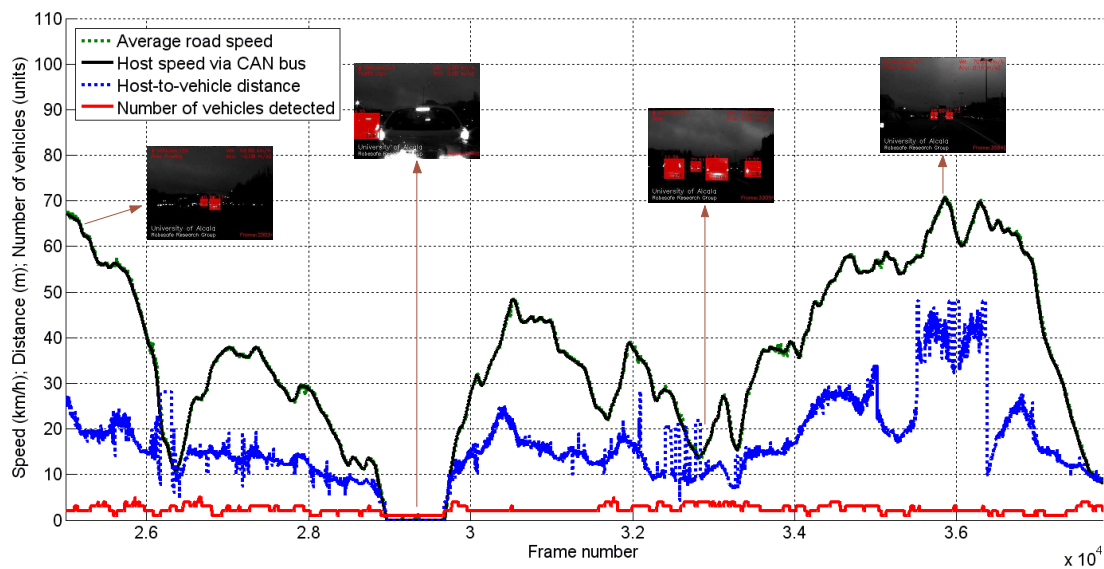 Speed (km/h); Distance (m); Number of vehicles (units)
110
100
90
80
70
60
50
40
30
20
10
0
Average road speed
Host speed via CAN bus
Host-to-vehicle distance
Number of vehicles detected
University of Alcala
Robesafe Research Group
University of Alcala
Robesafe Research Group
University of Alcala
Robesafe Research Group
University of Alcala
Robesafe Research Group
2.6
2.8
3
3.2
3.4
3.6
x 10⁴
Frame number